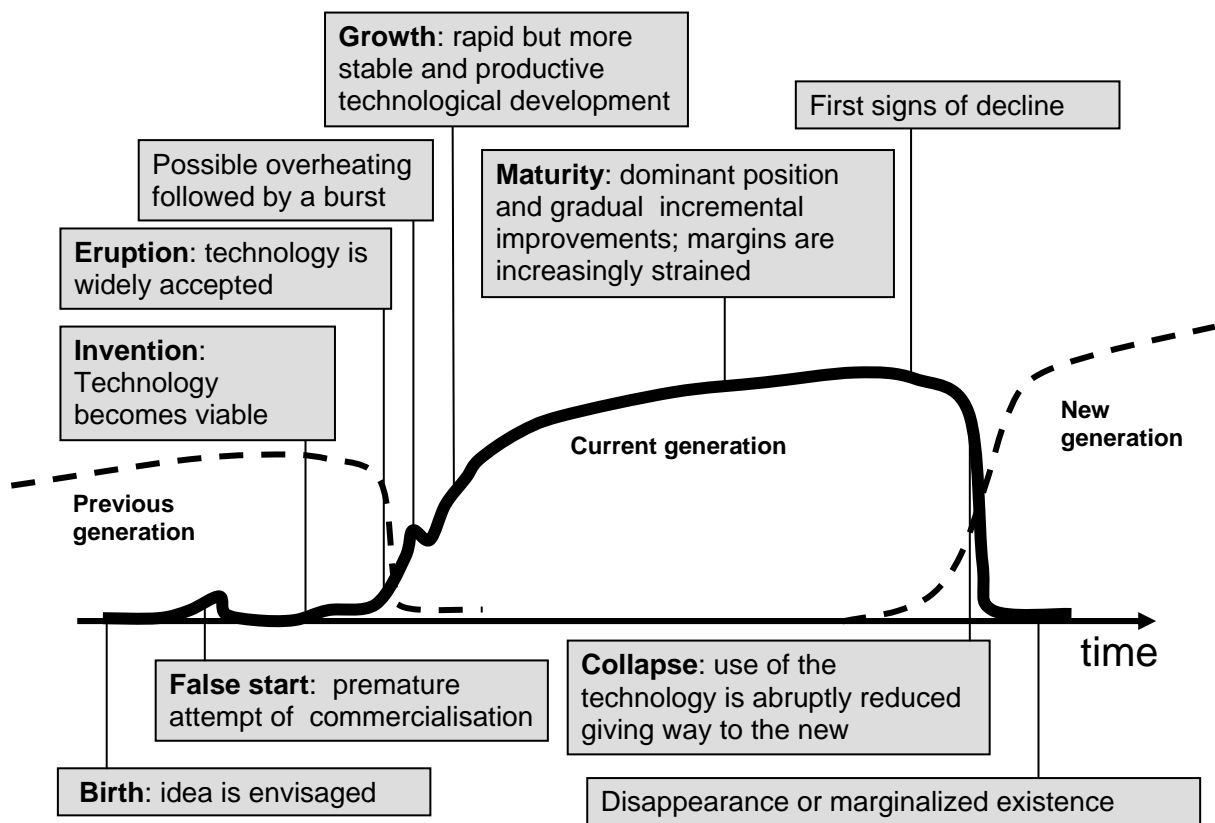 Growth: rapid but more
stable and productive
technological development
First signs of decline
Possible overheating
followed by a burst
Maturity: dominant position
and gradual incremental
improvements; margins are
increasingly strained
Eruption: technology is
widely accepted
Invention:
Technology
becomes viable
New
generation
Current generation
Previous
generation
time
False start: premature
attempt of commercialisation
Collapse: use of the
technology is abruptly reduced
giving way to the new
Birth: idea is envisaged
Disappearance or marginalized existence